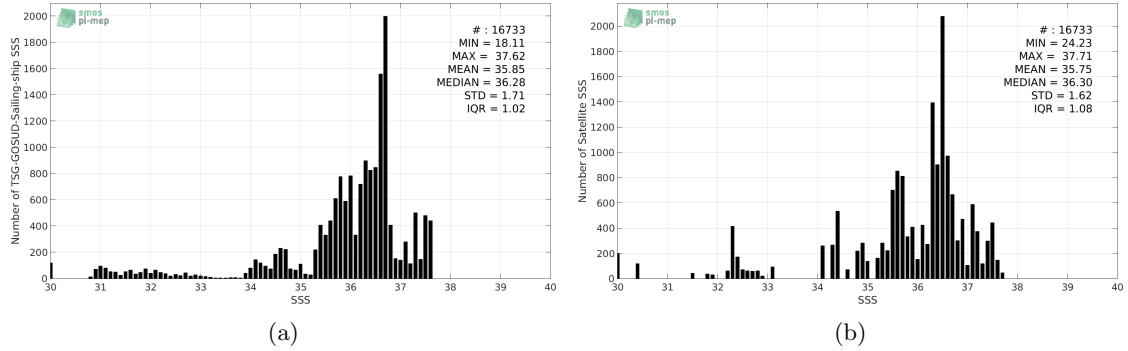 smos
pi-mep
# : 16733
MIN = 18.11
MAX = 37.62
MEAN = 35.85
MEDIAN = 36.28
STD = 1.71
IQR = 1.02
Number of TSG-GOSUD-Sailing-ship SSS
2000
1800
1600
1400
1200
1000
800
600
400
200
0
30 31 32 33 34 35 36 37 38 39 40
SSS
(a)
smos
pi-mep
# : 16733
MIN = 24.23
MAX = 37.71
MEAN = 35.75
MEDIAN = 36.30
STD = 1.62
IQR = 1.08
Number of Satellite SSS
2000
1800
1600
1400
1200
1000
800
600
400
200
0
30 31 32 33 34 35 36 37 38 39 40
SSS
(b)